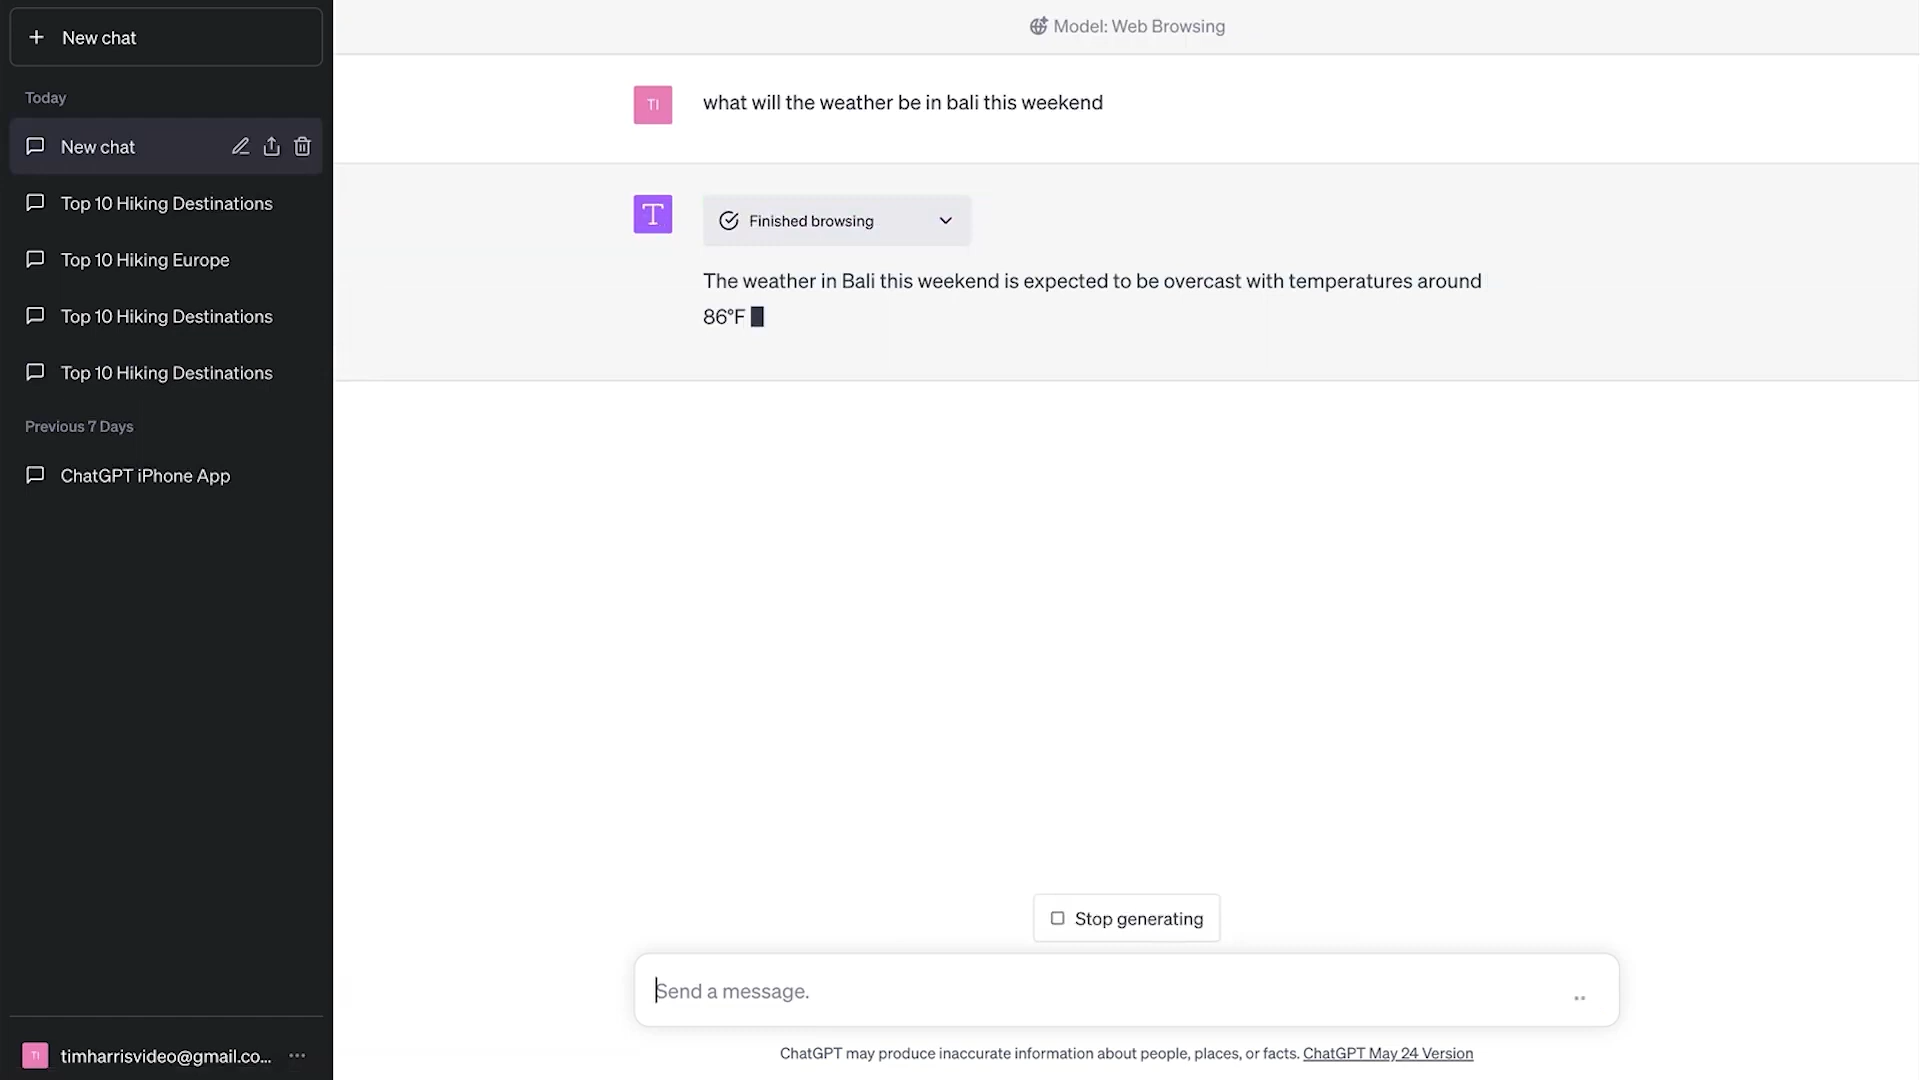 New chat
Today
New chat
Top 10 Hiking Destinations
Top 10 Hiking Europe
Top 10 Hiking Destinations
Top 10 Hiking Destinations
Previous 7 Days
ChatGPT iPhone App
TI
timharrisvideo@gmail.co...
Model: Web Browsing
TI
what will the weather be in bali this weekend
T
Finished browsing
The weather in Bali this weekend is expected to be overcast with temperatures around
86°F
Stop generating
Send a message.
ChatGPT may produce inaccurate information about people, places, or facts. ChatGPT May 24 Version